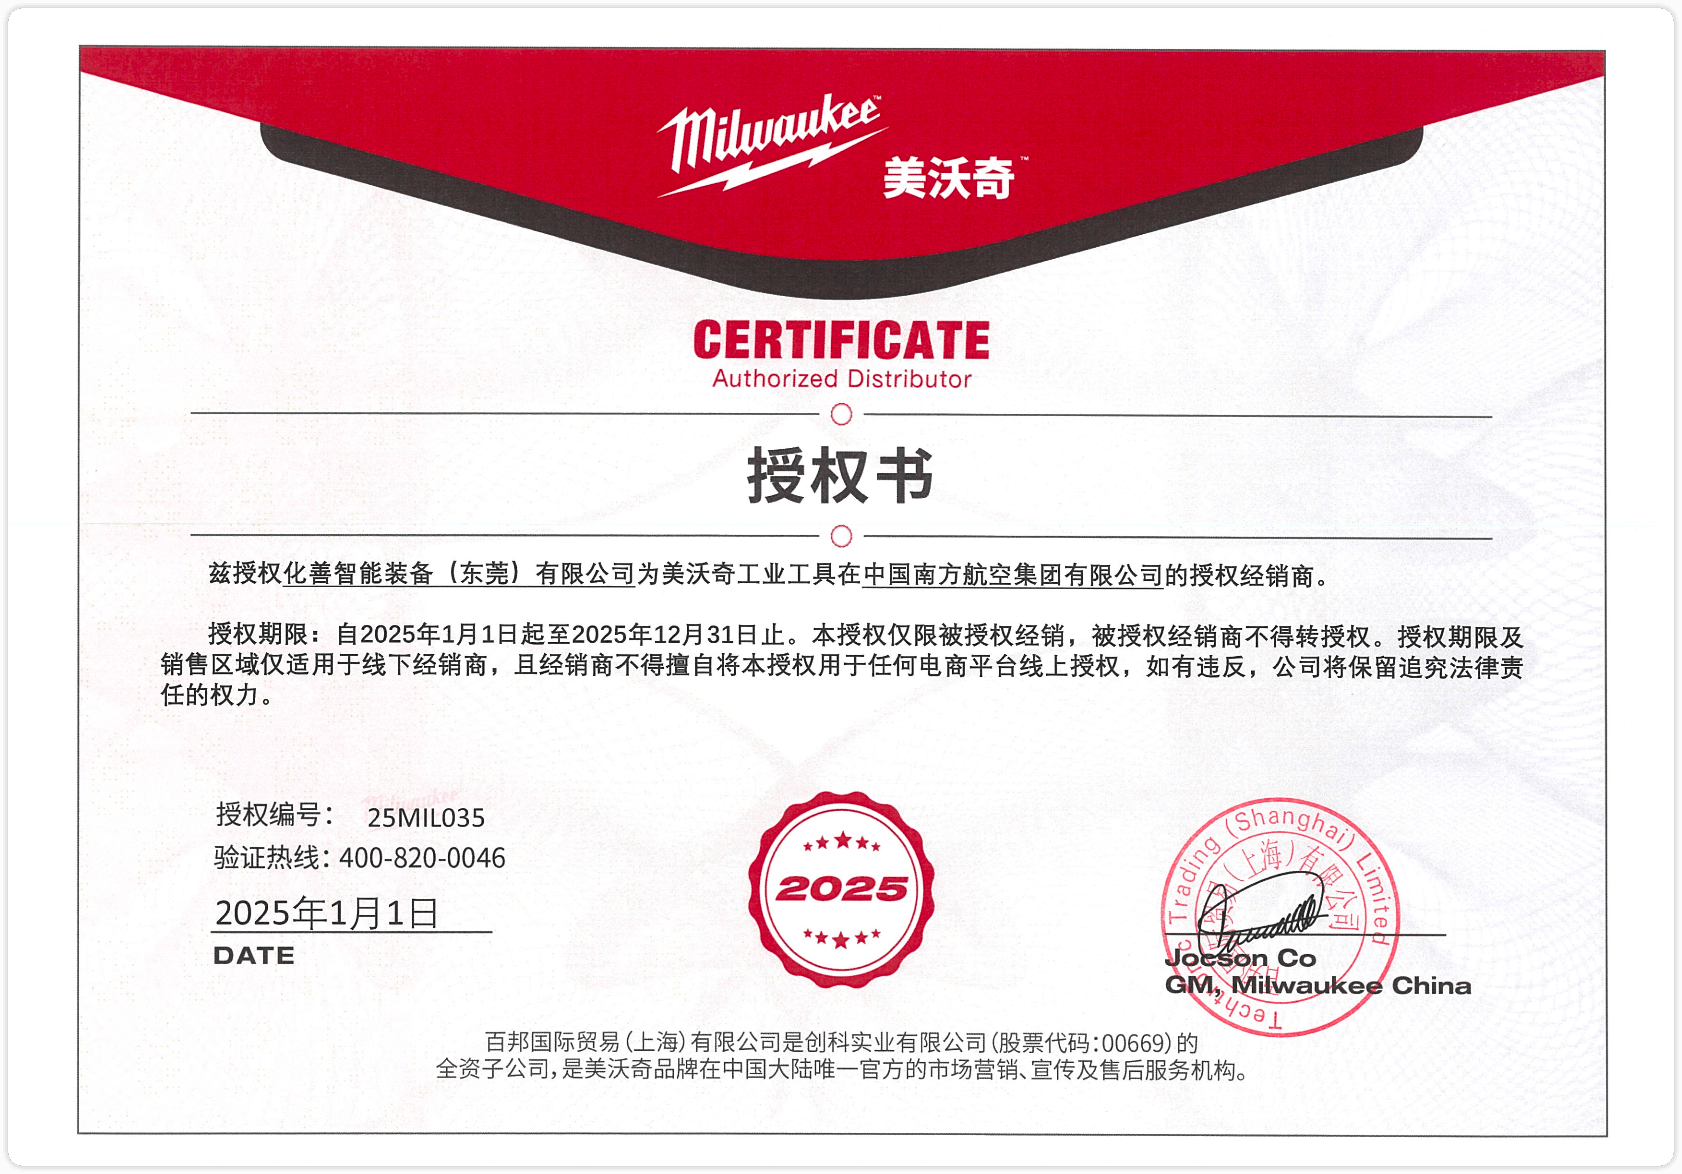 Milwaukee™
美沃奇™
CERTIFICATE
Authorized Distributor
授权书
兹授权化善智能装备（东莞）有限公司为美沃奇工业工具在中国南方航空集团有限公司的授权经销商。
授权期限：自2025年1月1日起至2025年12月31日止。本授权仅限被授权经销，被授权经销商不得转授权。授权期限及
销售区域仅适用于线下经销商，且经销商不得擅自将本授权用于任何电商平台线上授权，如有违反，公司将保留追究法律责
任的权力。
授权编号： 25MIL035
验证热线：400-820-0046
2025年1月1日
DATE
2025
Techtronic Trading (Shanghai) Limited
百邦国际贸易（上海）有限公司
Jocson Co
GM, Milwaukee China
百邦国际贸易（上海）有限公司是创科实业有限公司（股票代码：00669）的
全资子公司，是美沃奇品牌在中国大陆唯一官方的市场营销、宣传及售后服务机构。